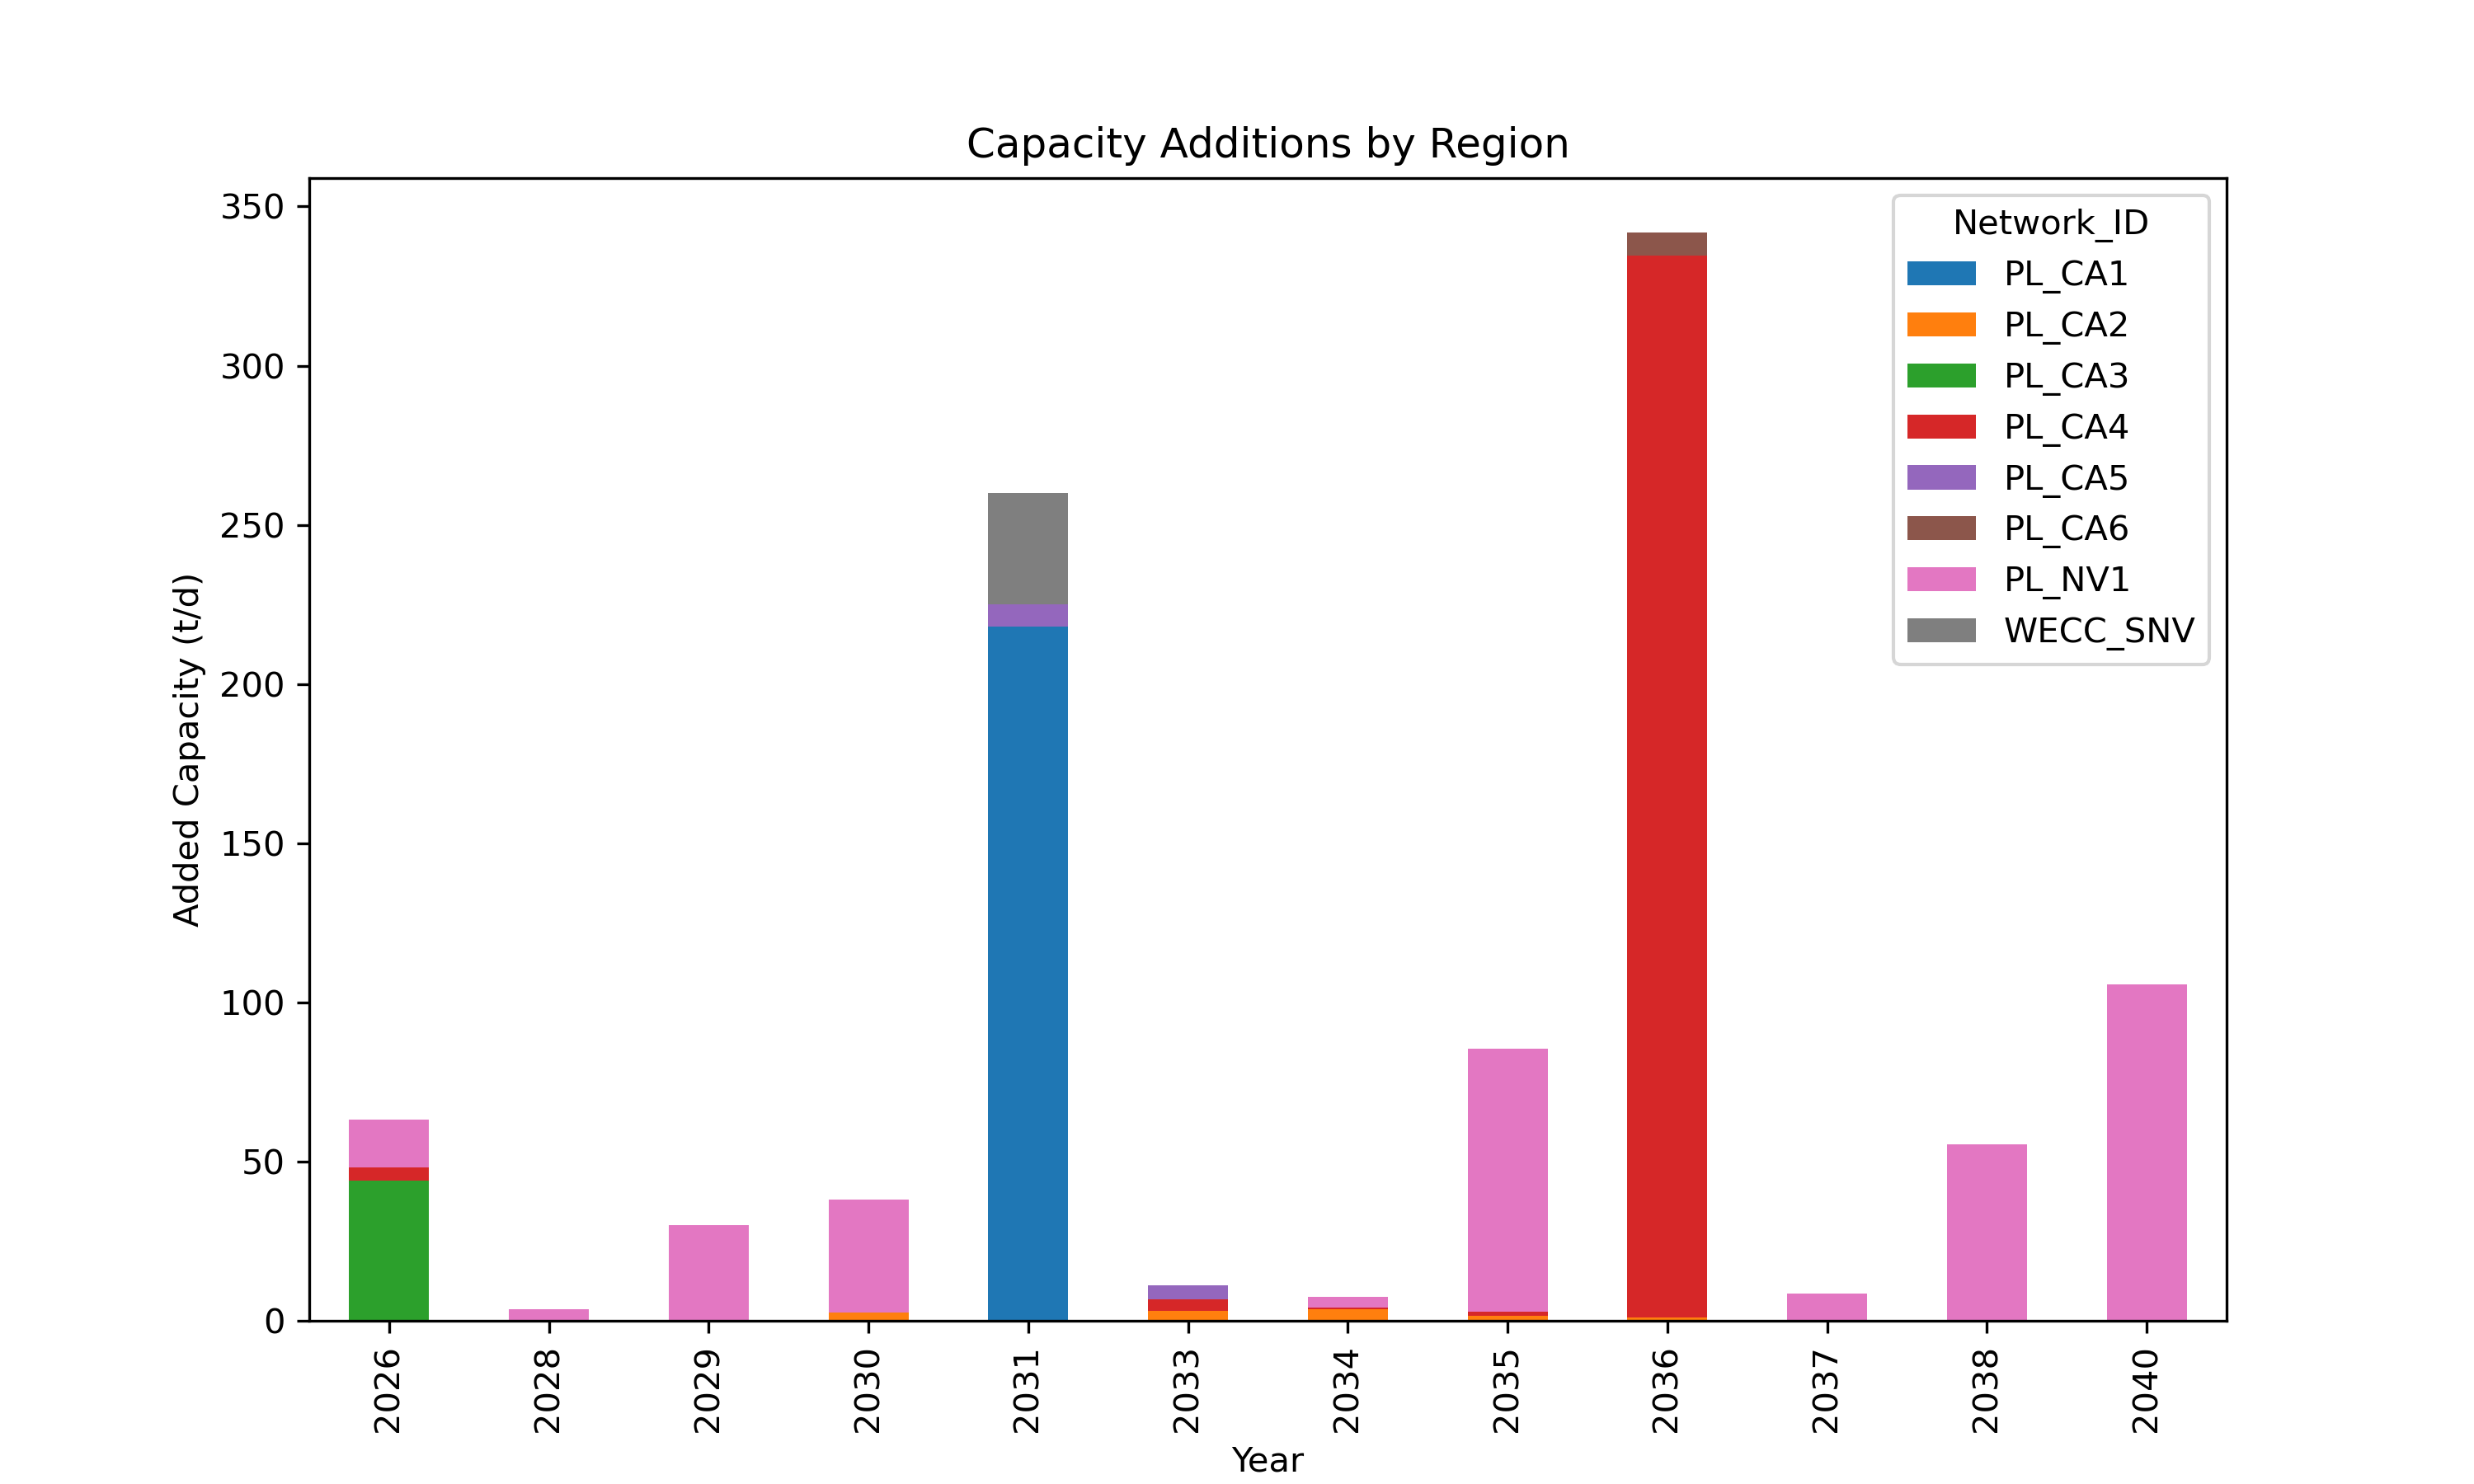 Capacity Additions by Region
Added Capacity (t/d)
350
300
250
200
150
100
50
0
Network_ID
PL_CA1
PL_CA2
PL_CA3
PL_CA4
PL_CA5
PL_CA6
PL_NV1
WECC_SNV
2026
2028
2029
2030
2031
2033
2034
2035
2036
2037
2038
2040
Year